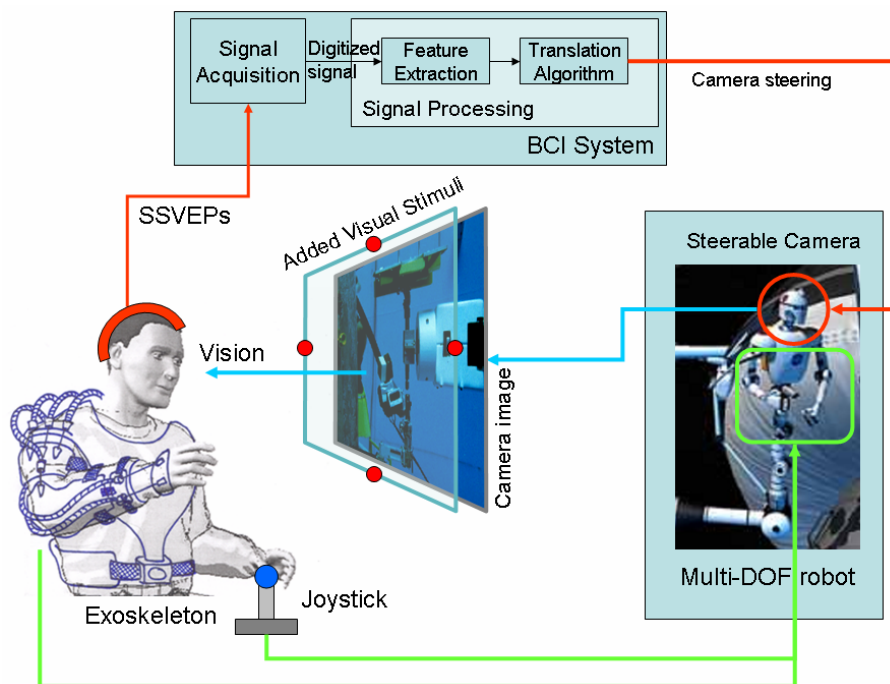 Signal
Acquisition
Digitized
signal
Feature
Extraction
Translation
Algorithm
Signal Processing
BCI System
Camera steering
SSVEPs
Added Visual Stimuli
Vision
Camera image
Steerable Camera
Multi-DOF robot
Exoskeleton
Joystick